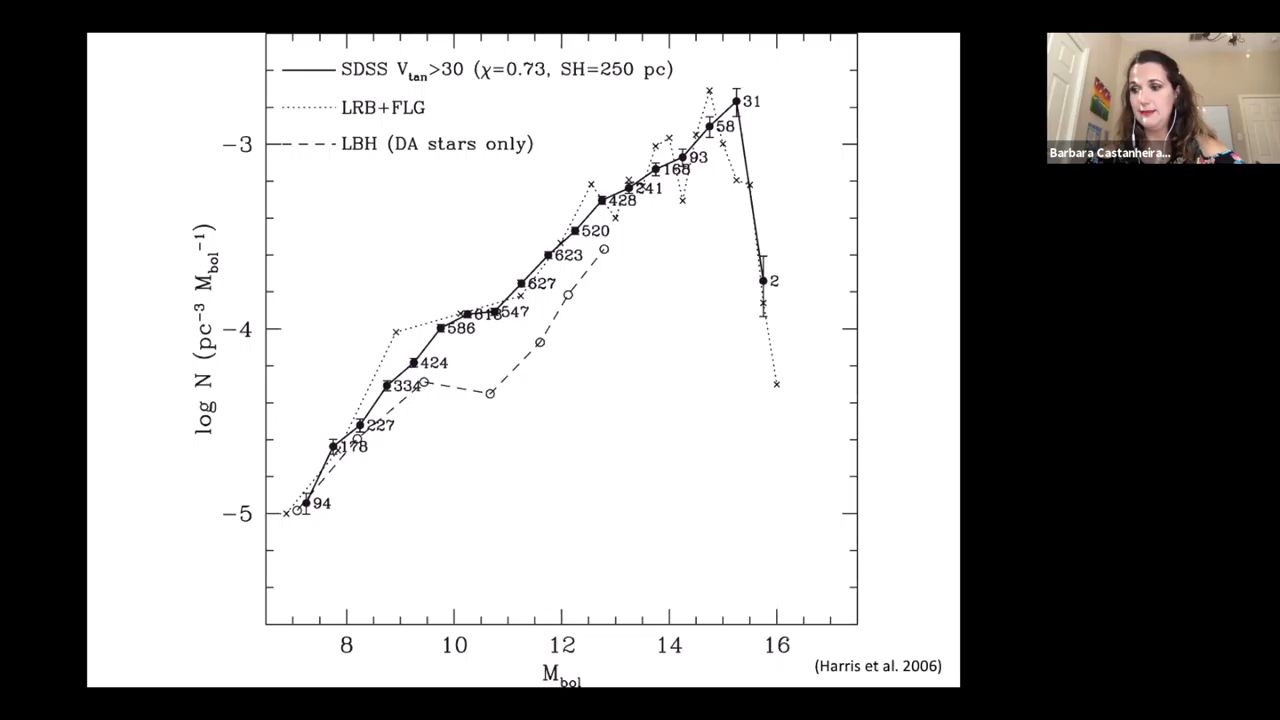 SDSS V_tan>30 (χ=0.73, SH=250 pc)
LRB+FLG
LBH (DA stars only)
31
58
93
168
241
428
520
623
627
547
618
586
424
334
227
178
94
2
−3
−4
−5
log N (pc⁻³ M_bol⁻¹)
8 10 12 14 16
M_bol
(Harris et al. 2006)
Barbara Castanheira...